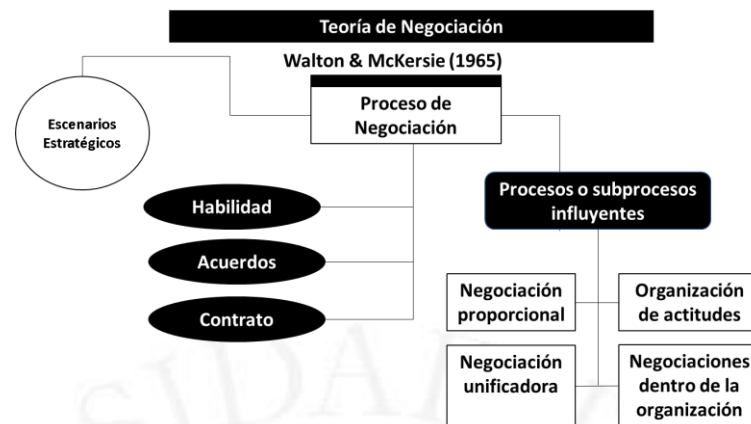 Teoría de Negociación
Walton & McKersie (1965)
Proceso de
Negociación
Escenarios
Estratégicos
Habilidad
Acuerdos
Contrato
Procesos o subprocesos
influyentes
Negociación
proporcional
Organización
de actitudes
Negociación
unificadora
Negociaciones
dentro de la
organización